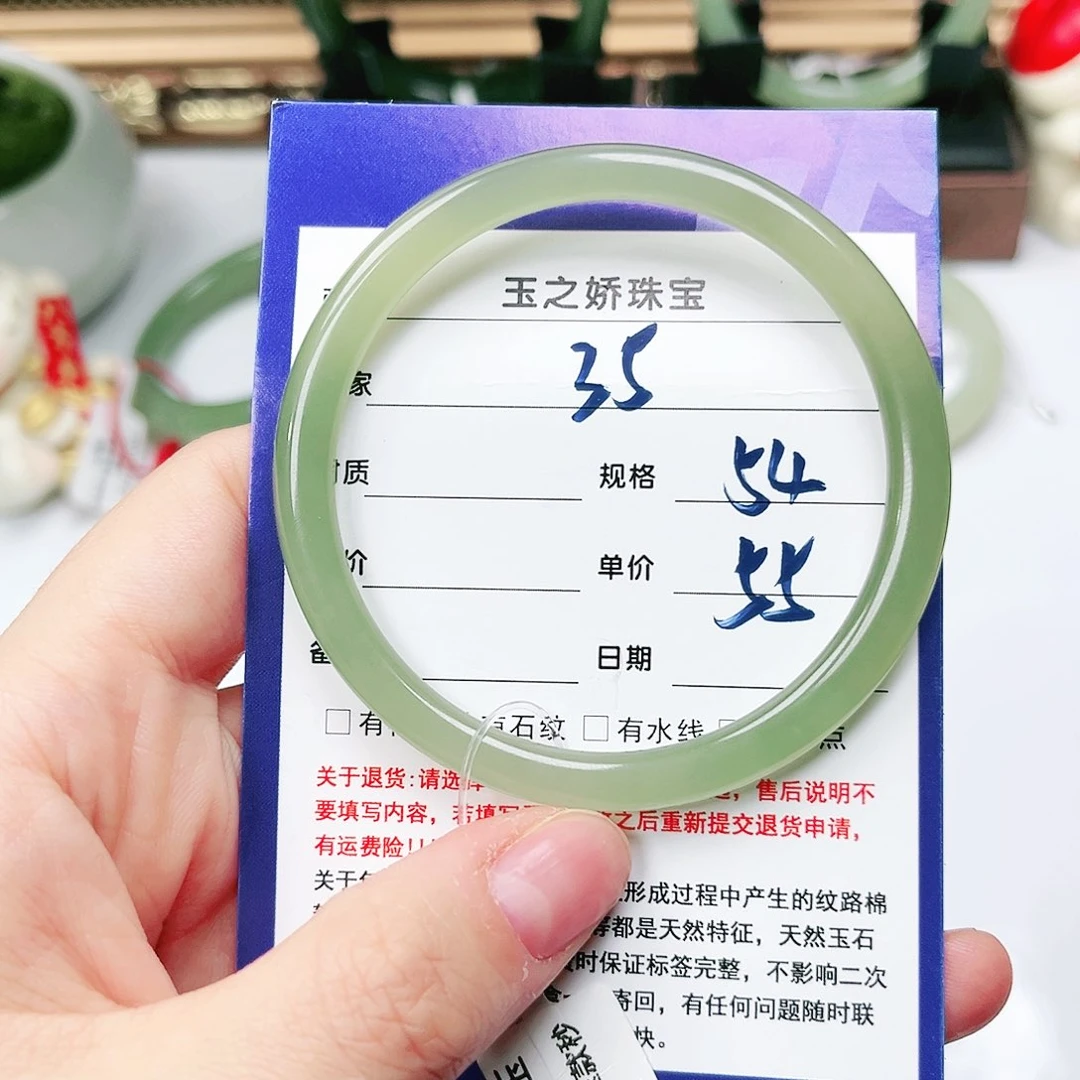 玉之娇珠宝
家 35
质 规格 54
价 单价 55
日期
□有 石纹 □有水线 □ 点
关于退货:请选 售后说明不
要填写内容，若填写 之后重新提交退货申请，
有运费险!!
关于 形成过程中产生的纹路棉
等都是天然特征，天然玉石
时保证标签完整，不影响二次
寄回，有任何问题随时联
快。